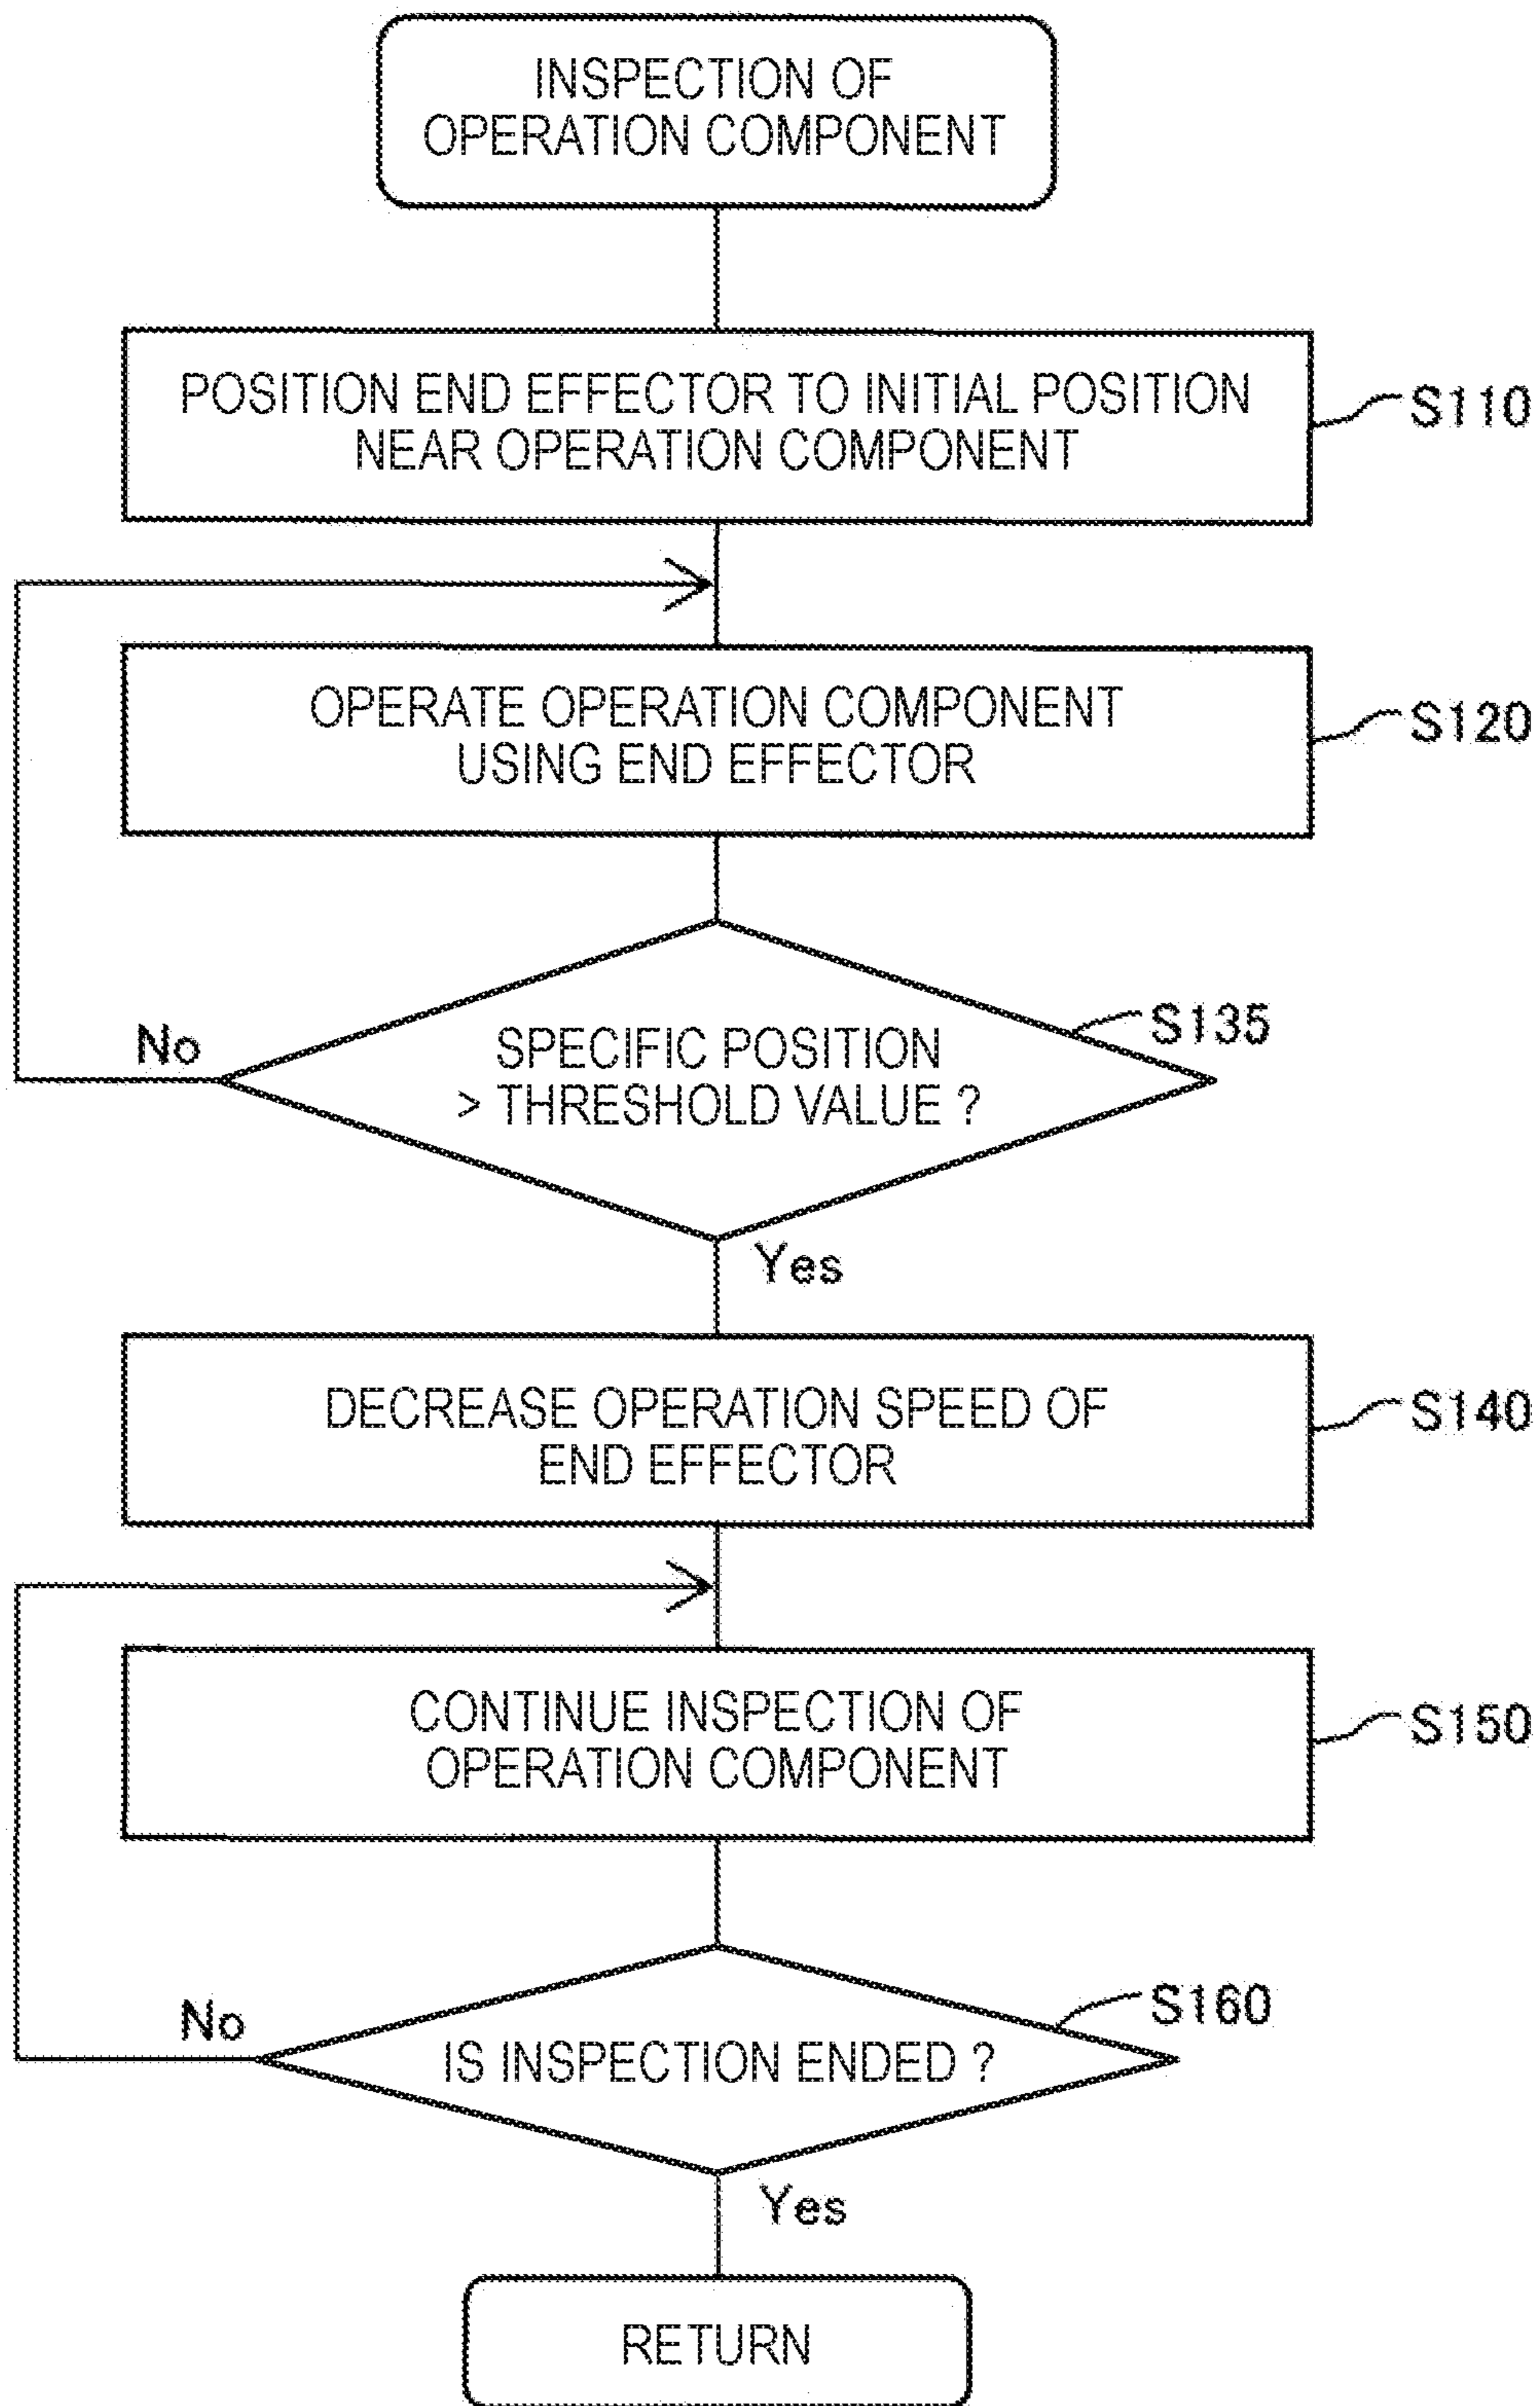 INSPECTION OF
OPERATION COMPONENT
POSITION END EFFECTOR TO INITIAL POSITION
NEAR OPERATION COMPONENT
S110
OPERATE OPERATION COMPONENT
USING END EFFECTOR
S120
SPECIFIC POSITION
> THRESHOLD VALUE ?
S135
No
Yes
DECREASE OPERATION SPEED OF
END EFFECTOR
S140
CONTINUE INSPECTION OF
OPERATION COMPONENT
S150
IS INSPECTION ENDED ?
S160
No
Yes
RETURN